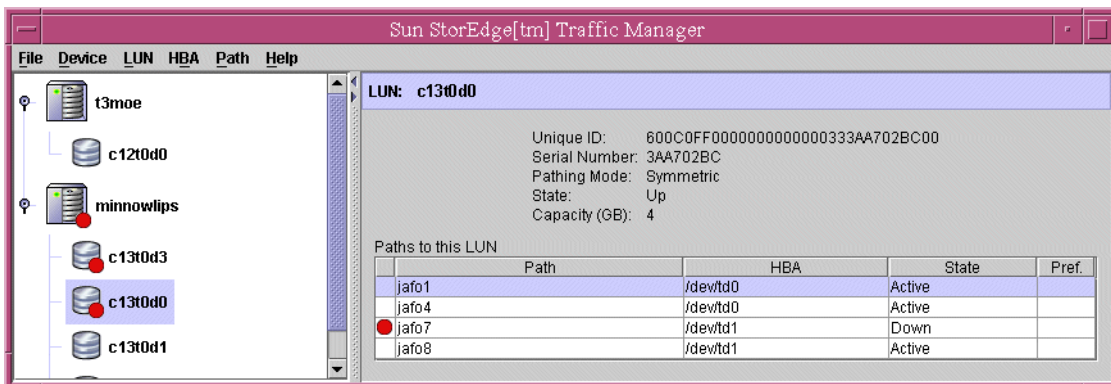 Sun StorEdge[tm] Traffic Manager
File Device LUN HBA Path Help
t3moe
c12t0d0
minnowlips
c13t0d3
c13t0d0
c13t0d1
LUN: c13t0d0
Unique ID: 600C0FF0000000000000333AA702BC00
Serial Number: 3AA702BC
Pathing Mode: Symmetric
State: Up
Capacity (GB): 4
Paths to this LUN
Path HBA State Pref.
jafo1 /dev/td0 Active
jafo4 /dev/td0 Active
jafo7 /dev/td1 Down
jafo8 /dev/td1 Active